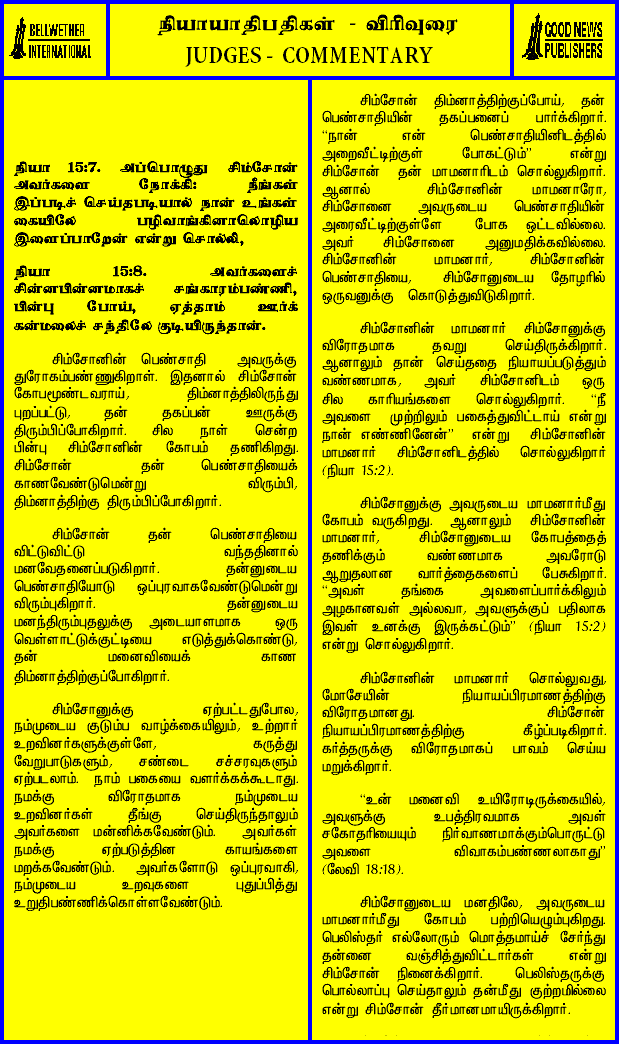 BELLWETHER
INTERNATIONAL
நியாயாதிபதிகள் - விரிவுரை
JUDGES - COMMENTARY
GOOD NEWS
PUBLISHERS
நியா 15:7. அப்பொழுது சிம்சோன்
அவர்களை நோக்கி: நீங்கள்
இப்படிச் செய்தபடியால் நான் உங்கள்
கையிலே பழிவாங்கினாலொழிய
இளைப்பாறேன் என்று சொல்லி,
நியா 15:8. அவர்களைச்
சின்னபின்னமாகச் சங்காரம்பண்ணி,
பின்பு போய், ஏத்தாம் ஊர்க்
கன்மலைச் சந்திலே குடியிருந்தான்.
சிம்சோனின் பெண்சாதி அவருக்கு
துரோகம்பண்ணுகிறாள். இதனால் சிம்சோன்
கோபமூண்டவராய், திம்னாத்திலிருந்து
புறப்பட்டு, தன் தகப்பன் ஊருக்கு
திரும்பிப்போகிறார். சில நாள் சென்ற
பின்பு சிம்சோனின் கோபம் தணிகிறது.
சிம்சோன் தன் பெண்சாதியைக்
காணவேண்டுமென்று விரும்பி,
திம்னாத்திற்கு திரும்பிப்போகிறார்.
சிம்சோன் தன் பெண்சாதியை
விட்டுவிட்டு வந்ததினால்
மனவேதனைப்படுகிறார். தன்னுடைய
பெண்சாதியோடு ஒப்புரவாகவேண்டுமென்று
விரும்புகிறார். தன்னுடைய
மனந்திரும்புதலுக்கு அடையாளமாக ஒரு
வெள்ளாட்டுக்குட்டியை எடுத்துக்கொண்டு,
தன் மனைவியைக் காண
திம்னாத்திற்குப்போகிறார்.
சிம்சோனுக்கு ஏற்பட்டதுபோல,
நம்முடைய குடும்ப வாழ்க்கையிலும், உற்றார்
உறவினர்களுக்குள்ளே, கருத்து
வேறுபாடுகளும், சண்டை சச்சரவுகளும்
ஏற்படலாம். நாம் பகையை வளர்க்கக்கூடாது.
நமக்கு விரோதமாக நம்முடைய
உறவினர்கள் தீங்கு செய்திருந்தாலும்
அவர்களை மன்னிக்கவேண்டும். அவர்கள்
நமக்கு ஏற்படுத்தின காயங்களை
மறக்கவேண்டும். அவர்களோடு ஒப்புரவாகி,
நம்முடைய உறவுகளை புதுப்பித்து
உறுதிபண்ணிக்கொள்ளவேண்டும்.
சிம்சோன் திம்னாத்திற்குப்போய், தன்
பெண்சாதியின் தகப்பனைப் பார்க்கிறார்.
“நான் என் பெண்சாதியினிடத்தில்
அறைவீட்டிற்குள் போகட்டும்” என்று
சிம்சோன் தன் மாமனாரிடம் சொல்லுகிறார்.
ஆனால் சிம்சோனின் மாமனாரோ,
சிம்சோனை அவருடைய பெண்சாதியின்
அரைவீட்டிற்குள்ளே போக ஒட்டவில்லை.
அவர் சிம்சோனை அனுமதிக்கவில்லை.
சிம்சோனின் மாமனார், சிம்சோனின்
பெண்சாதியை, சிம்சோனுடைய தோழரில்
ஒருவனுக்கு கொடுத்துவிடுகிறார்.
சிம்சோனின் மாமனார் சிம்சோனுக்கு
விரோதமாக தவறு செய்திருக்கிறார்.
ஆனாலும் தான் செய்ததை நியாயப்படுத்தும்
வண்ணமாக, அவர் சிம்சோனிடம் ஒரு
சில காரியங்களை சொல்லுகிறார். “நீ
அவளை முற்றிலும் பகைத்துவிட்டாய் என்று
நான் எண்ணினேன்” என்று சிம்சோனின்
மாமனார் சிம்சோனிடத்தில் சொல்லுகிறார்
(நியா 15:2).
சிம்சோனுக்கு அவருடைய மாமனார்மீது
கோபம் வருகிறது. ஆனாலும் சிம்சோனின்
மாமனார், சிம்சோனுடைய கோபத்தைத்
தணிக்கும் வண்ணமாக அவரோடு
ஆறுதலான வார்த்தைகளைப் பேசுகிறார்.
“அவள் தங்கை அவளைப்பார்க்கிலும்
அழகானவள் அல்லவா, அவளுக்குப் பதிலாக
இவள் உனக்கு இருக்கட்டும்” (நியா 15:2)
என்று சொல்லுகிறார்.
சிம்சோனின் மாமனார் சொல்லுவது,
மோசேயின் நியாயப்பிரமாணத்திற்கு
விரோதமானது. சிம்சோன்
நியாயப்பிரமாணத்திற்கு கீழ்ப்படிகிறார்.
கர்த்தருக்கு விரோதமாகப் பாவம் செய்ய
மறுக்கிறார்.
“உன் மனைவி உயிரோடிருக்கையில்,
அவளுக்கு உபத்திரவமாக அவள்
சகோதரியையும் நிர்வாணமாக்கும்பொருட்டு
அவளை விவாகம்பண்ணலாகாது”
(லேவி 18:18).
சிம்சோனுடைய மனதிலே, அவருடைய
மாமனார்மீது கோபம் பற்றியெழும்புகிறது.
பெலிஸ்தர் எல்லோரும் மொத்தமாய்ச் சேர்ந்து
தன்னை வஞ்சித்துவிட்டார்கள் என்று
சிம்சோன் நினைக்கிறார். பெலிஸ்தருக்கு
பொல்லாப்பு செய்தாலும் தன்மீது குற்றமில்லை
என்று சிம்சோன் தீர்மானமாயிருக்கிறார்.